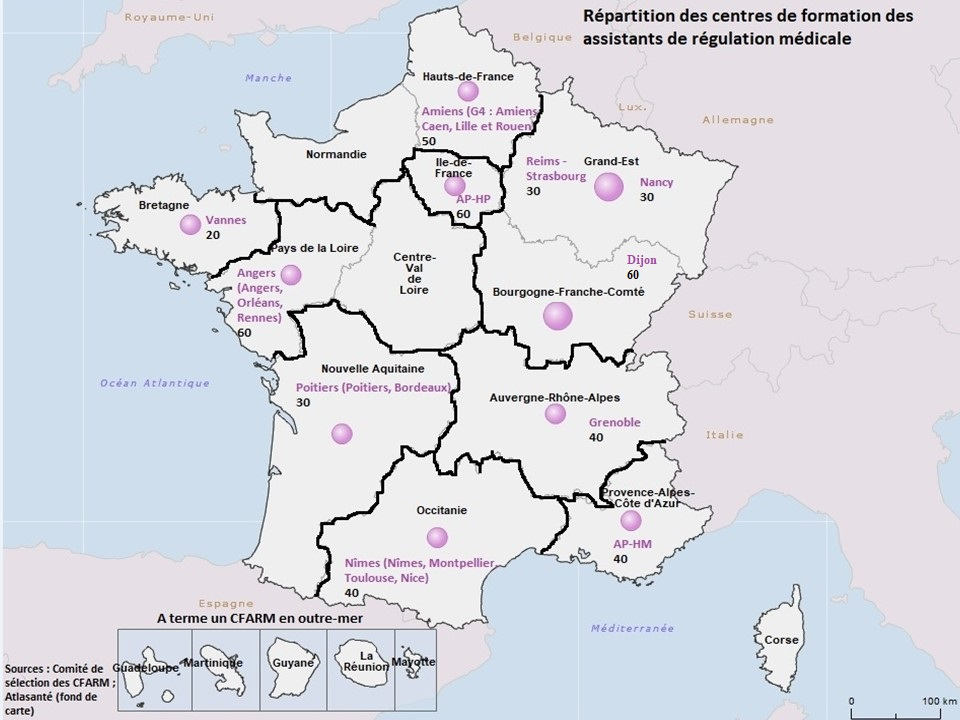 Répartition des centres de formation des
assistants de régulation médicale
Royaume-Uni
Belgique
Manche
Hauts-de-France
Lux.
Allemagne
Amiens (G4 : Amiens,
Caen, Lille et Rouen)
50
Normandie
Ile-de-
France
AP-HP
60
Reims -
Strasbourg
30
Grand-Est
Nancy
30
Bretagne
Vannes
20
Pays de la Loire
Angers
(Angers,
Orléans,
Rennes)
60
Centre-
Val
de
Loire
Dijon
60
Bourgogne-Franche-Comté
Suisse
Océan Atlantique
Nouvelle Aquitaine
Poitiers (Poitiers, Bordeaux)
30
Auvergne-Rhône-Alpes
Grenoble
40
Italie
Provence-Alpes-
Côte d'Azur
AP-HM
40
Occitanie
Nîmes (Nîmes, Montpellier,
Toulouse, Nice)
40
Espagne
Méditerranée
Corse
A terme un CFARM en outre-mer
Guadeloupe
Martinique
Guyane
La
Réunion
Mayotte
Sources : Comité de
sélection des CFARM ;
Atlasanté (fond de
carte)
0 100 km